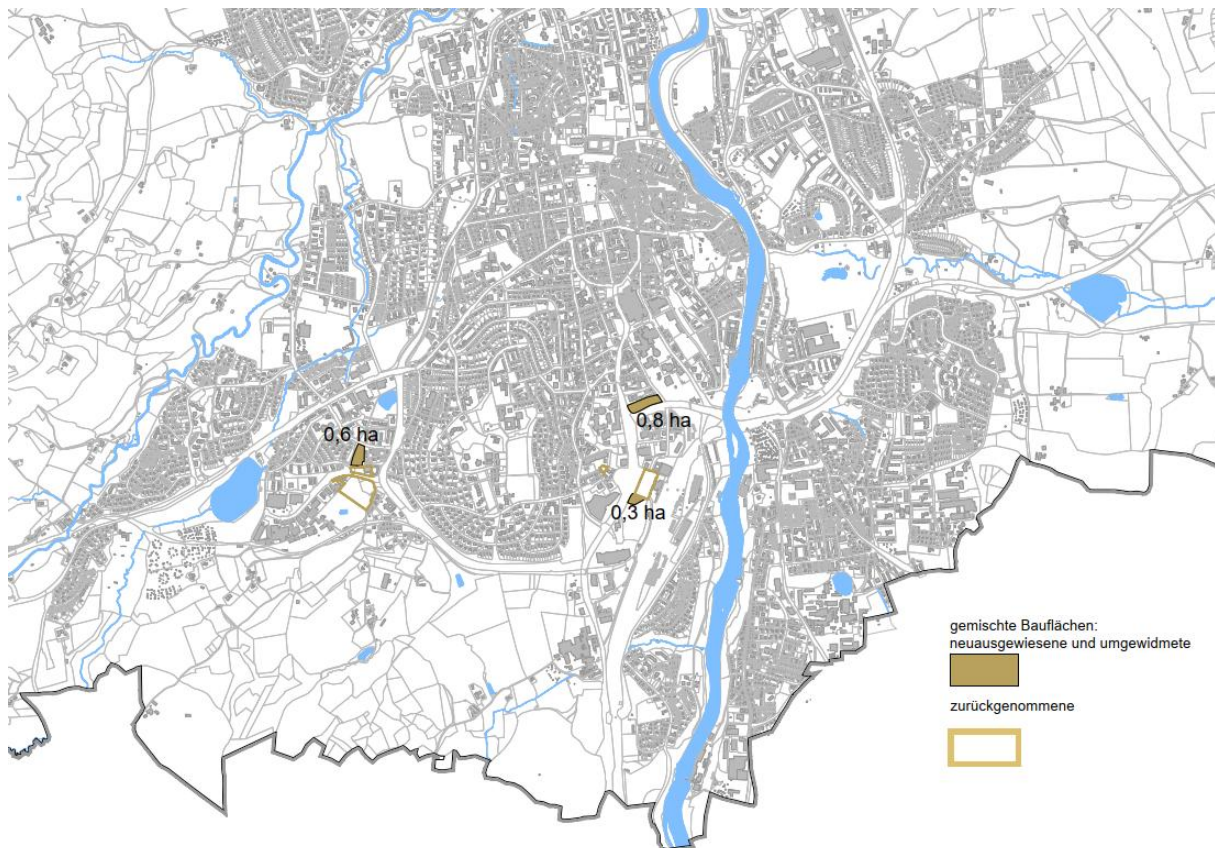 0,8 ha
0,6 ha
0,3 ha
gemischte Bauflächen:
neuausgewiesene und umgewidmete
zurückgenommene